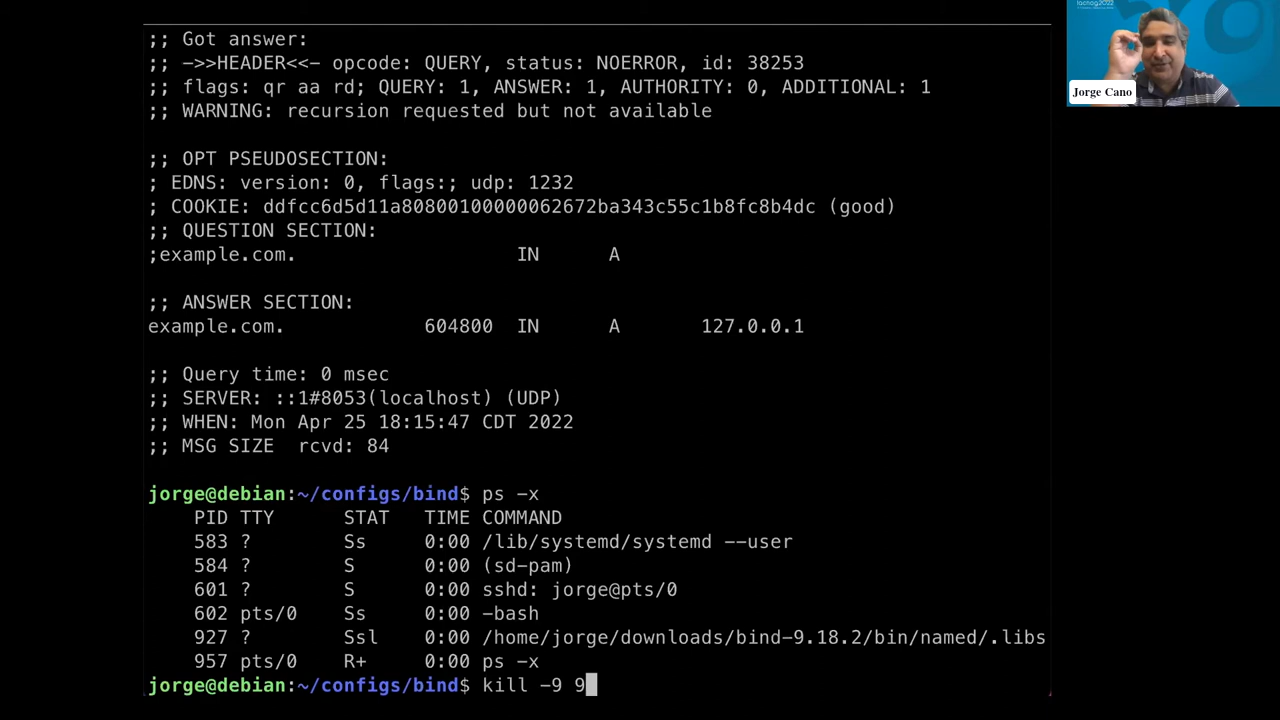 ;; Got answer:
;; ->>HEADER<<- opcode: QUERY, status: NOERROR, id: 38253
;; flags: qr aa rd; QUERY: 1, ANSWER: 1, AUTHORITY: 0, ADDITIONAL: 1
;; WARNING: recursion requested but not available
;; OPT PSEUDOSECTION:
; EDNS: version: 0, flags:; udp: 1232
; COOKIE: ddfcc6d5d11a80800100000062672ba343c55c1b8fc8b4dc (good)
;; QUESTION SECTION:
;example.com. IN A
;; ANSWER SECTION:
example.com. 604800 IN A 127.0.0.1
;; Query time: 0 msec
;; SERVER: ::1#8053(localhost) (UDP)
;; WHEN: Mon Apr 25 18:15:47 CDT 2022
;; MSG SIZE rcvd: 84
jorge@debian:~/configs/bind$ ps -x
PID TTY STAT TIME COMMAND
583 ? Ss 0:00 /lib/systemd/systemd --user
584 ? S 0:00 (sd-pam)
601 ? S 0:00 sshd: jorge@pts/0
602 pts/0 Ss 0:00 -bash
927 ? Ssl 0:00 /home/jorge/downloads/bind-9.18.2/bin/named/.libs
957 pts/0 R+ 0:00 ps -x
jorge@debian:~/configs/bind$ kill -9 9
lacnog2022
Jorge Cano